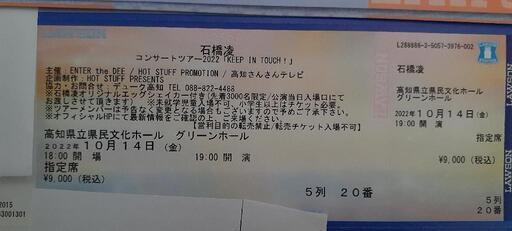 石橋凌
コンサートツアー2022「KEEP IN TOUCH!」
主催：ENTER the DEE / HOT STUFF PROMOTION / 高知さんさんテレビ
企画制作：HOT STUFF PRESENTS
協力・お問合せ：デューク高知 TEL 088-822-4488
※石橋凌オリジナルエッグシェイカー付き(先着3000名限定/公演当日入場口にて
お渡しさせて頂きます) ※未就学児童入場不可、小学生以上はチケット必要。
※ツアーメンバーは予告なく変更になる場合もございますので予めご了承下さい。
※オフィシャルHPにて最新情報をご確認の上、ご来場ください。
【営利目的の転売禁止/転売チケット入場不可】
高知県立県民文化ホール グリーンホール
2022年 10月14日(金)
18:00 開場 19:00 開演
指定席
¥9,000(税込)
5列 20番
L288886-3-5057-3976-002
石橋凌
高知県立県民文化ホール
グリーンホール
2022年 10月14日(金)
19:00 開演
指定席
¥9,000(税込)
5列
20番
LAWSON
LAWSON
2015
63001301